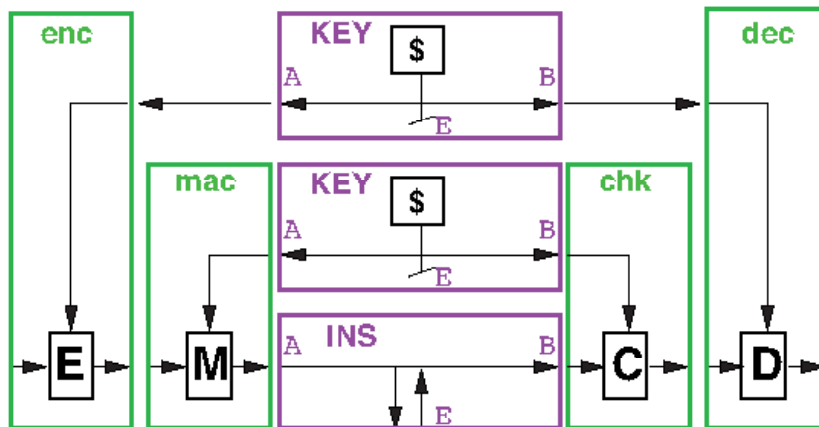 enc KEY $ dec
A B
E
mac KEY $ chk
A B
E
A INS B
E M C D
E